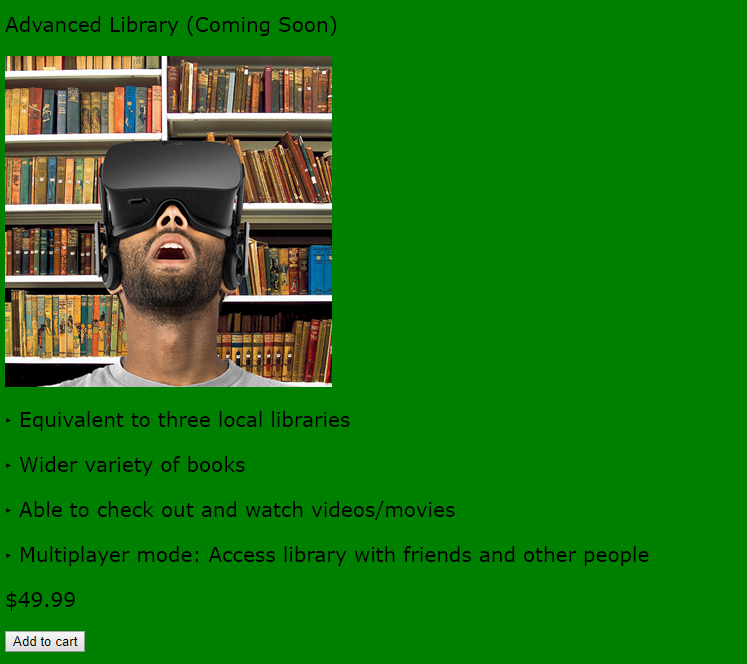 Advanced Library (Coming Soon)
‣ Equivalent to three local libraries
‣ Wider variety of books
‣ Able to check out and watch videos/movies
‣ Multiplayer mode: Access library with friends and other people
$49.99
Add to cart